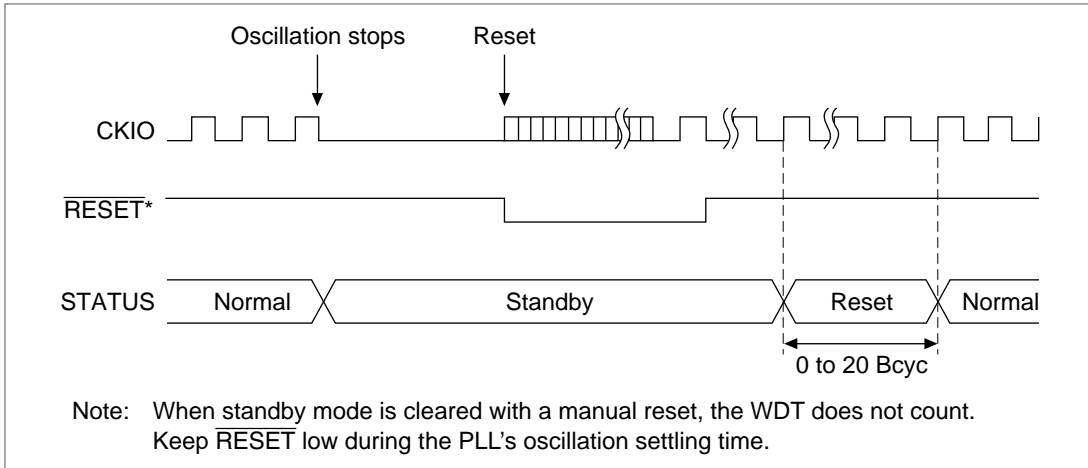 Oscillation stops Reset
CKIO
RESET*
STATUS Normal Standby Reset Normal
0 to 20 Bcyc
Note: When standby mode is cleared with a manual reset, the WDT does not count.
Keep RESET low during the PLL's oscillation settling time.